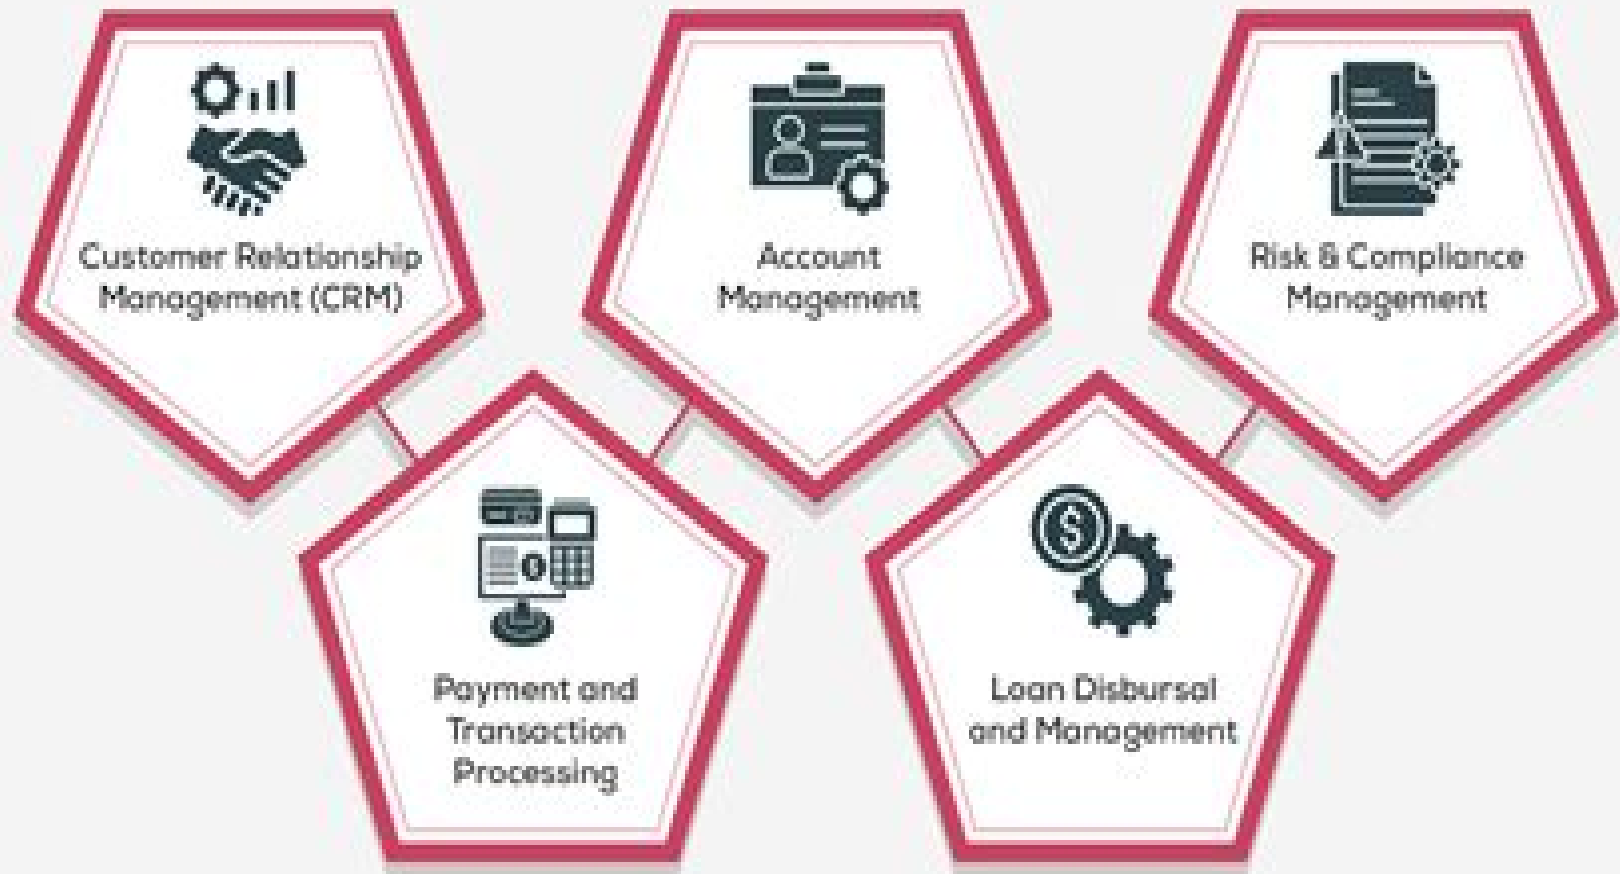 Customer Relationship
Management (CRM)
Account
Management
Risk & Compliance
Management
Payment and
Transaction
Processing
Loan Disbursal
and Management